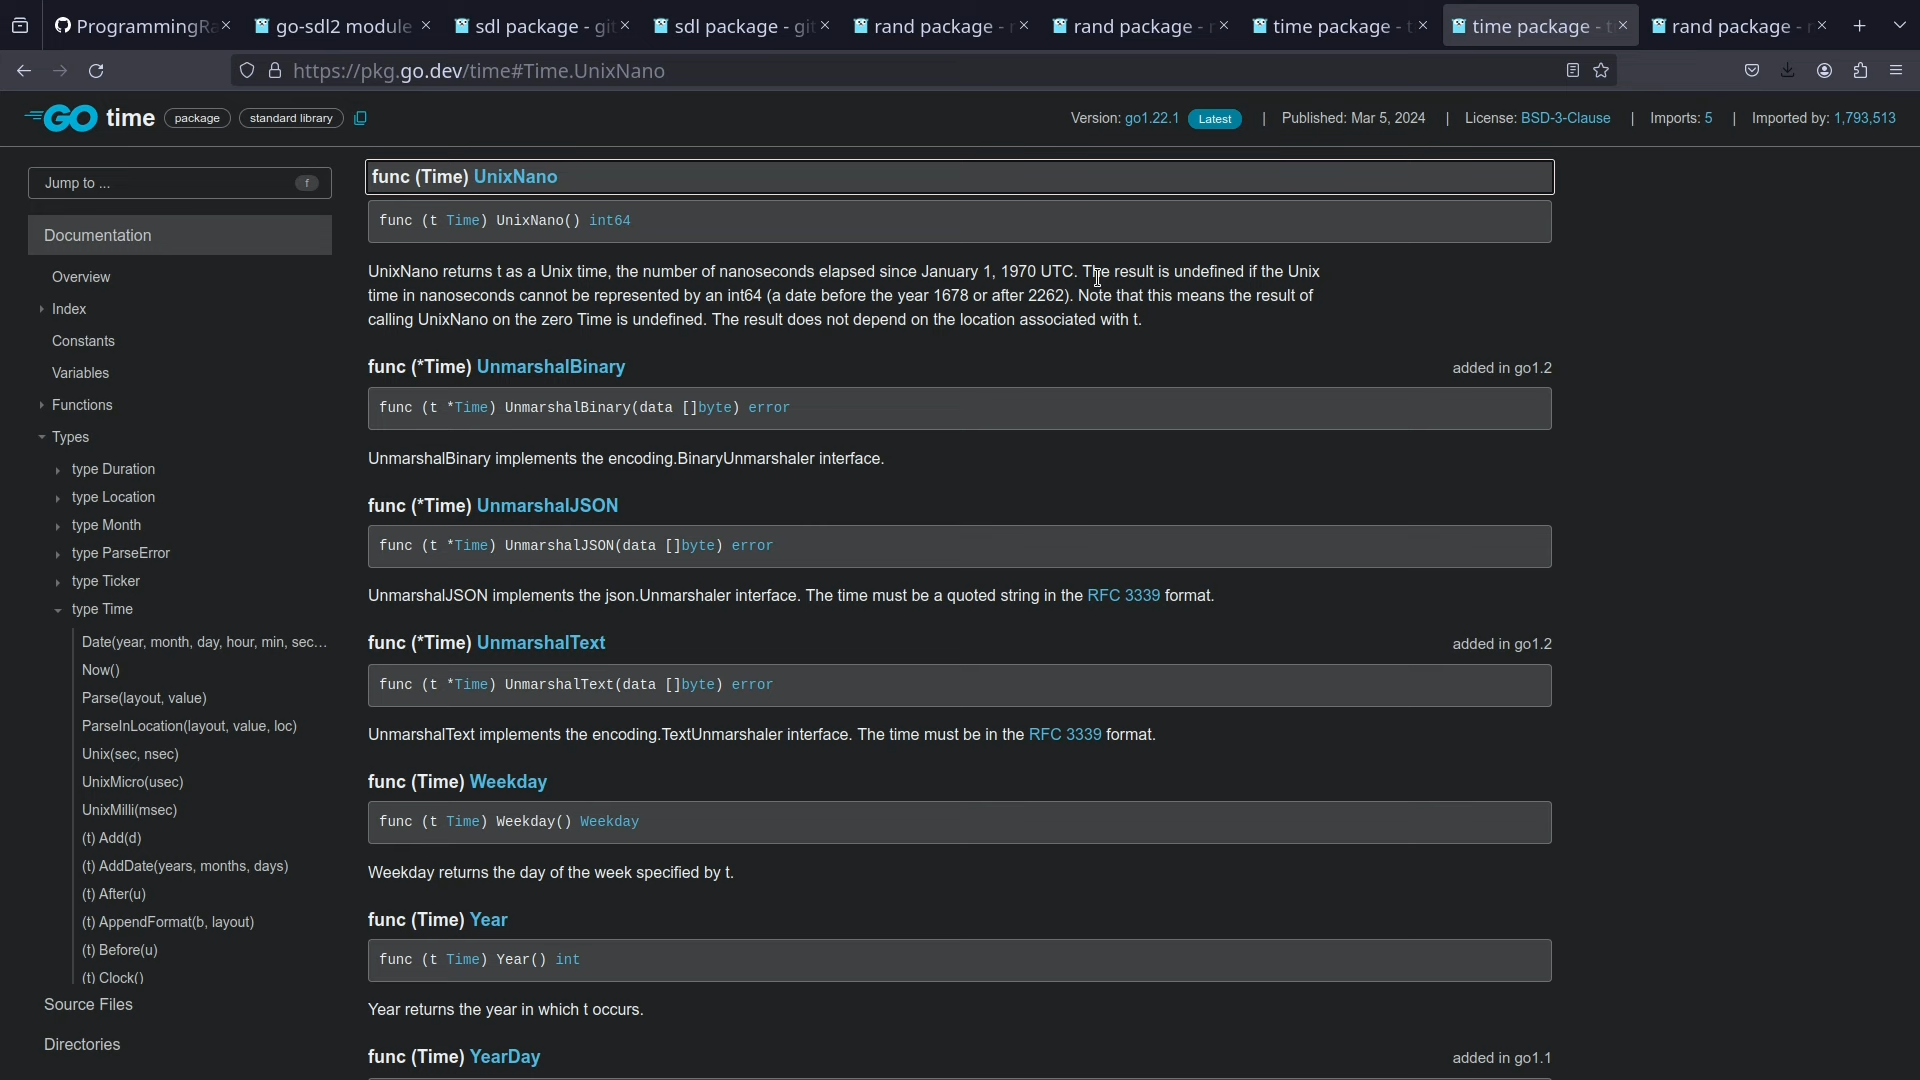 ProgrammingRa
go-sdl2 module
sdl package - git
sdl package - git
rand package - r
rand package - r
time package - t
time package - t
rand package - r
https://pkg.go.dev/time#Time.UnixNano
GO time package standard library
Version: go1.22.1 Latest | Published: Mar 5, 2024 | License: BSD-3-Clause | Imports: 5 | Imported by: 1,793,513
Jump to ... f
Documentation
Overview
Index
Constants
Variables
Functions
Types
type Duration
type Location
type Month
type ParseError
type Ticker
type Time
Date(year, month, day, hour, min, sec...
Now()
Parse(layout, value)
ParseInLocation(layout, value, loc)
Unix(sec, nsec)
UnixMicro(usec)
UnixMilli(msec)
(t) Add(d)
(t) AddDate(years, months, days)
(t) After(u)
(t) AppendFormat(b, layout)
(t) Before(u)
(t) Clock()
Source Files
Directories
func (Time) UnixNano
func (t Time) UnixNano() int64
UnixNano returns t as a Unix time, the number of nanoseconds elapsed since January 1, 1970 UTC. The result is undefined if the Unix
time in nanoseconds cannot be represented by an int64 (a date before the year 1678 or after 2262). Note that this means the result of
calling UnixNano on the zero Time is undefined. The result does not depend on the location associated with t.
func (*Time) UnmarshalBinary added in go1.2
func (t *Time) UnmarshalBinary(data []byte) error
UnmarshalBinary implements the encoding.BinaryUnmarshaler interface.
func (*Time) UnmarshalJSON
func (t *Time) UnmarshalJSON(data []byte) error
UnmarshalJSON implements the json.Unmarshaler interface. The time must be a quoted string in the RFC 3339 format.
func (*Time) UnmarshalText added in go1.2
func (t *Time) UnmarshalText(data []byte) error
UnmarshalText implements the encoding.TextUnmarshaler interface. The time must be in the RFC 3339 format.
func (Time) Weekday
func (t Time) Weekday() Weekday
Weekday returns the day of the week specified by t.
func (Time) Year
func (t Time) Year() int
Year returns the year in which t occurs.
func (Time) YearDay added in go1.1